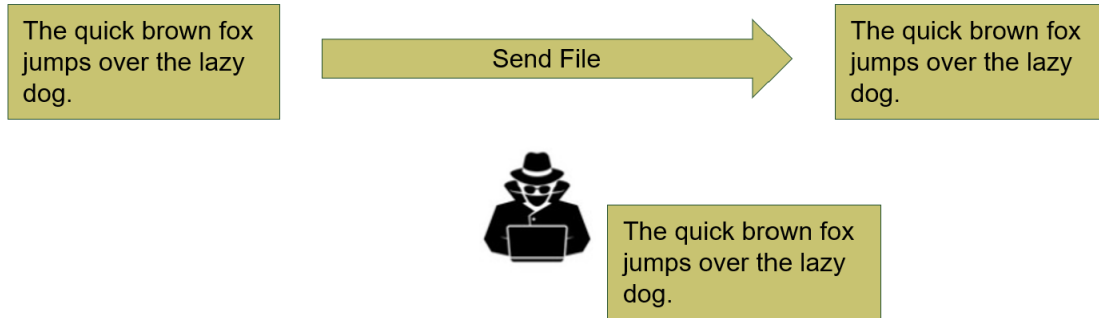 The quick brown fox
jumps over the lazy
dog.
Send File
The quick brown fox
jumps over the lazy
dog.
The quick brown fox
jumps over the lazy
dog.